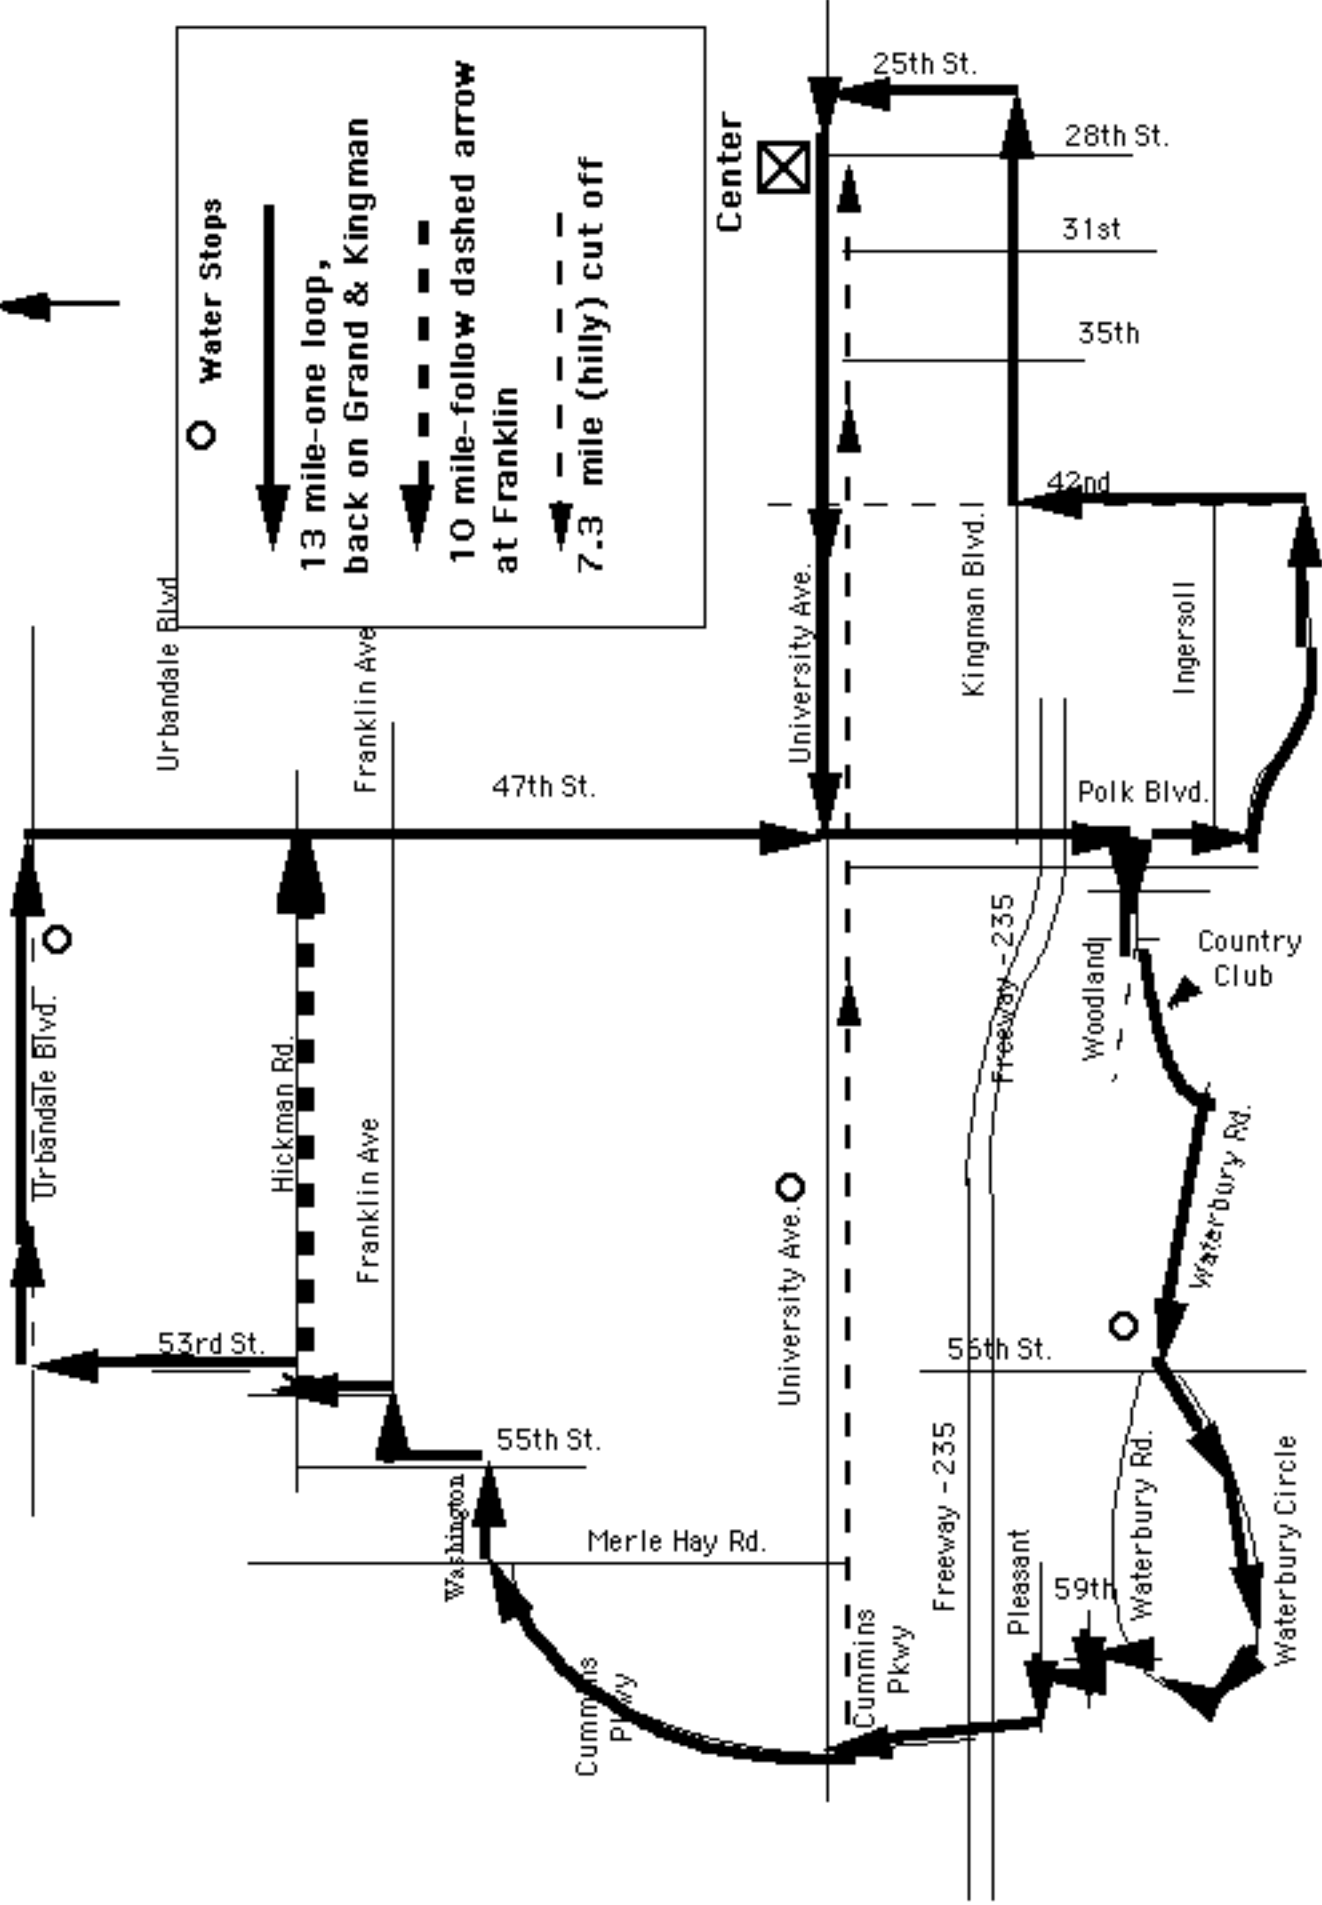 Water Stops
13 mile-one loop,
back on Grand & Kingman
10 mile-follow dashed arrow
at Franklin
7.3 mile (hilly) cut off
Center
25th St.
28th St.
31st
35th
42nd
Urbandale Blvd
Franklin Ave
University Ave.
Kingman Blvd.
Ingersoll
47th St.
Polk Blvd.
Urbandale Blvd.
Hickman Rd.
Franklin Ave
University Ave.
Freeway -235
Woodland
Country
Club
Waterbury Rd.
53rd St.
56th St.
55th St.
Washington
Merle Hay Rd.
Cummins
Pkwy
Cummins
Pkwy
Freeway -235
Pleasant
59th
Waterbury Rd.
Waterbury Circle